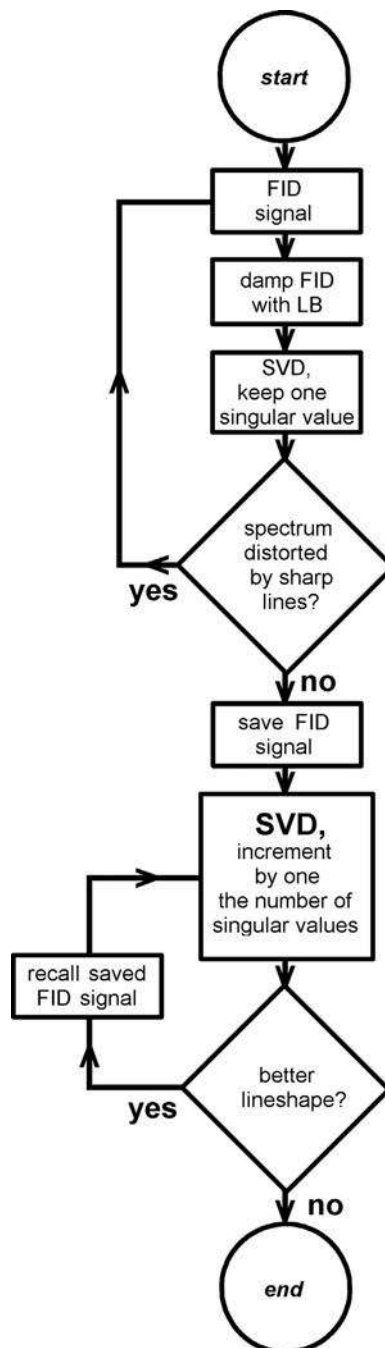 start
FID
signal
damp FID
with LB
SVD,
keep one
singular value
spectrum
distorted
by sharp
lines?
yes
no
save FID
signal
SVD,
increment
by one
the number of
singular values
recall saved
FID signal
better
lineshape?
yes
no
end